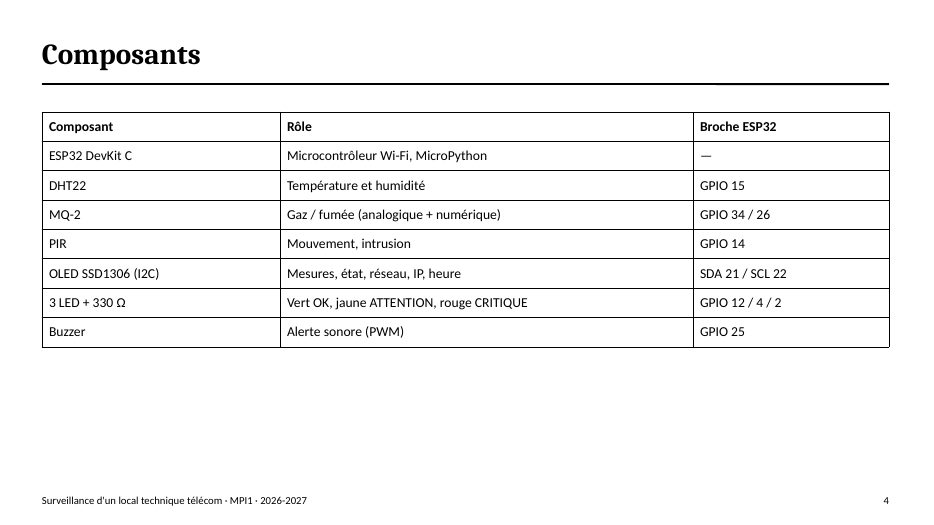 Composants
Composant Rôle Broche ESP32
ESP32 DevKit C Microcontrôleur Wi-Fi, MicroPython —
DHT22 Température et humidité GPIO 15
MQ-2 Gaz / fumée (analogique + numérique) GPIO 34 / 26
PIR Mouvement, intrusion GPIO 14
OLED SSD1306 (I2C) Mesures, état, réseau, IP, heure SDA 21 / SCL 22
3 LED + 330 Ω Vert OK, jaune ATTENTION, rouge CRITIQUE GPIO 12 / 4 / 2
Buzzer Alerte sonore (PWM) GPIO 25
Surveillance d'un local technique télécom · MPI1 · 2026-2027 4